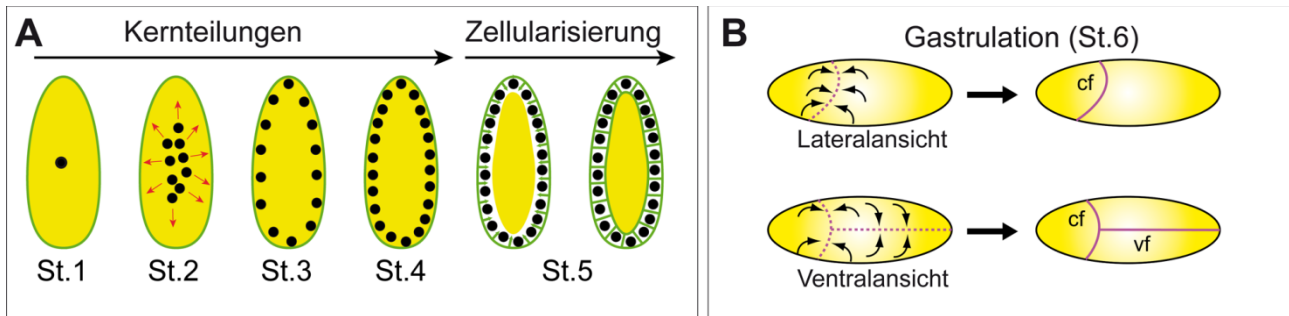 A
Kernteilungen
Zellularisierung
St.1
St.2
St.3
St.4
St.5
B
Gastrulation (St.6)
cf
Lateralansicht
cf
vf
Ventralansicht